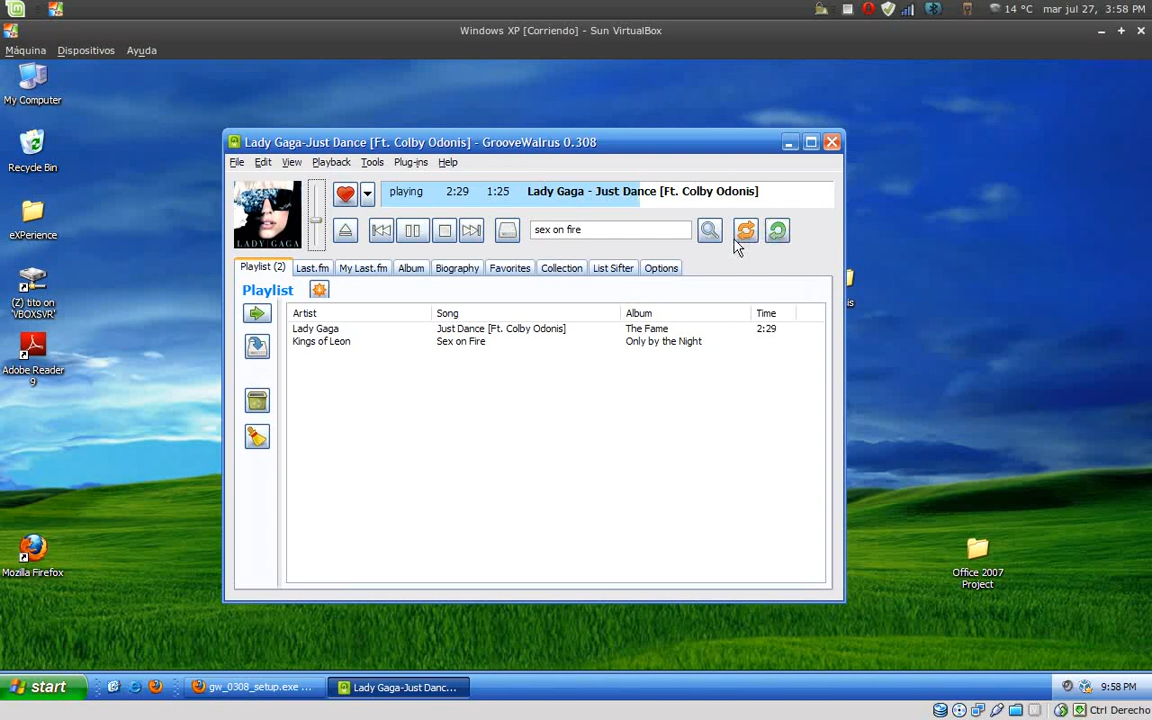 14 °C mar jul 27, 3:58 PM
Windows XP [Corriendo] - Sun VirtualBox
Máquina Dispositivos Ayuda
My Computer
Recycle Bin
eXPerience
(Z) tito on 'VBOXSVR'
Adobe Reader 9
Mozilla Firefox
Lady Gaga-Just Dance [Ft. Colby Odonis] - GrooveWalrus 0.308
File Edit View Playback Tools Plug-ins Help
LADY GAGA
playing 2:29 1:25 Lady Gaga - Just Dance [Ft. Colby Odonis]
sex on fire
Playlist (2) Last.fm My Last.fm Album Biography Favorites Collection List Sifter Options
Playlist
Artist Song Album Time
Lady Gaga Just Dance [Ft. Colby Odonis] The Fame 2:29
Kings of Leon Sex on Fire Only by the Night
Office 2007
Project
start gw_0308_setup.exe ... Lady Gaga-Just Danc... 9:58 PM
Ctrl Derecho